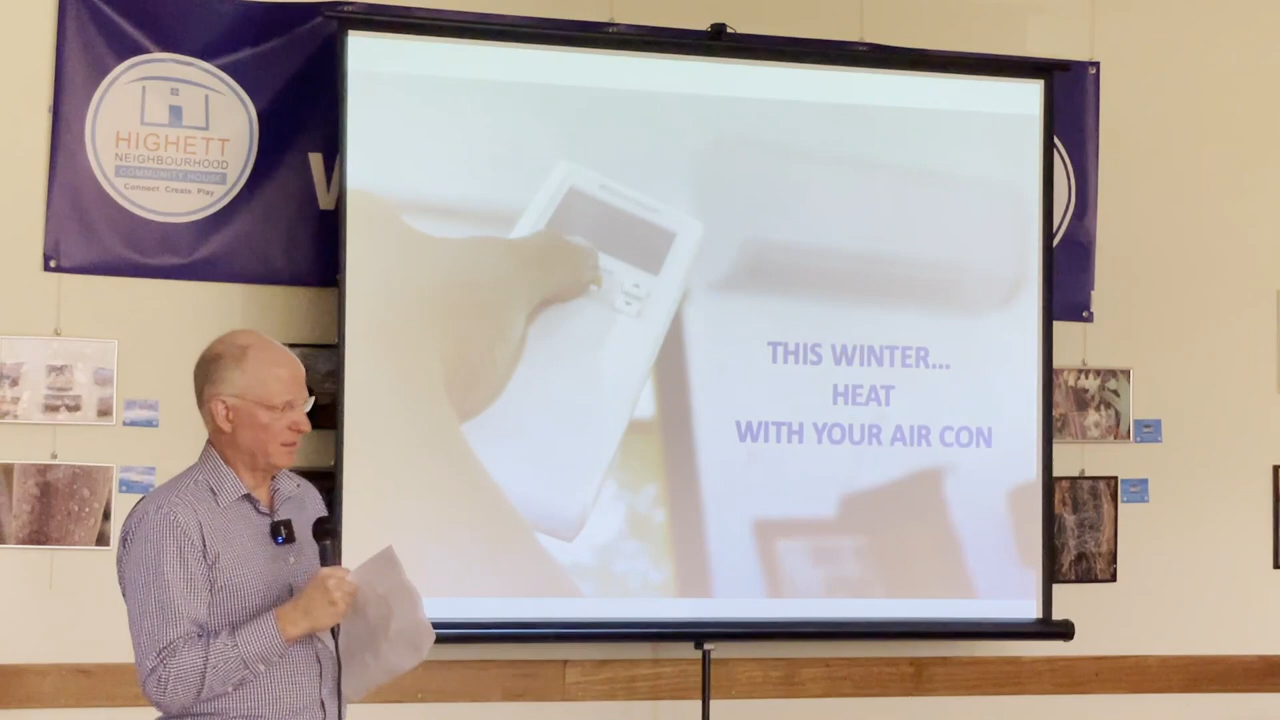 HIGHETT
NEIGHBOURHOOD
COMMUNITY HOUSE
Connect. Create. Play
THIS WINTER...
HEAT
WITH YOUR AIR CON